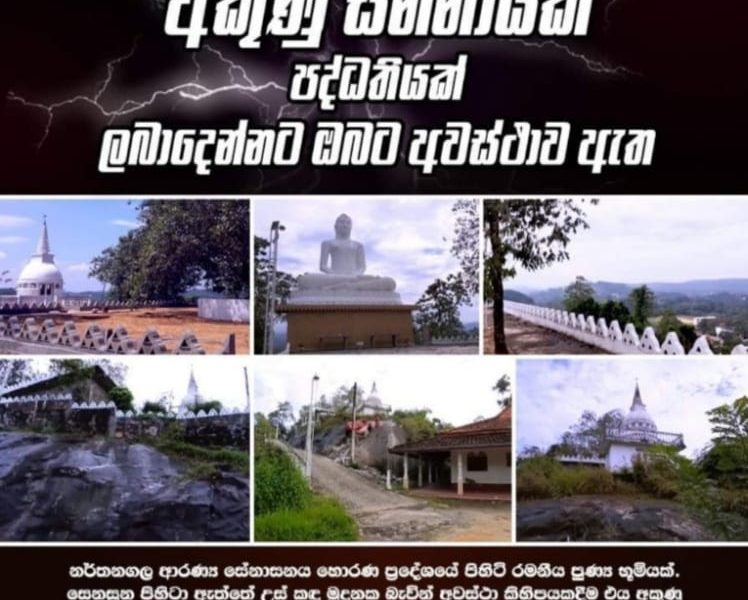 අකුණු සන්නායක
පද්ධතියක්
ලබාදෙන්නට ඔබට අවස්ථාව ඇත
නර්තනගල ආරණ්‍ය සේනාසනය හොරණ ප්‍රදේශයේ පිහිටි රමණීය පුණ්‍ය භූමියක්.
සෙනසුන පිහිටා ඇත්තේ උස් කඳු මුදුනක බැවින් අවස්ථා කිහිපයකදීම එය අකුණු